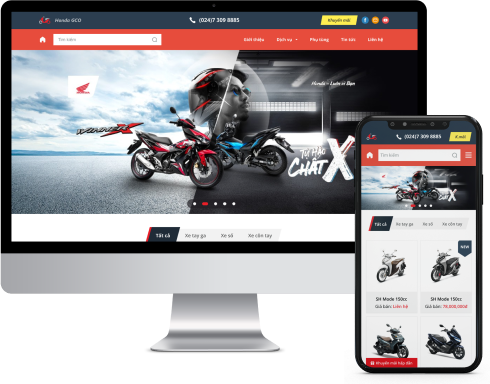 Honda GCO
(024)7 309 8885
Khuyến mãi
Tìm kiếm
Giới thiệu
Dịch vụ
Phụ tùng
Tin tức
Liên hệ
Honda – Luôn vì Bạn
WINNER X
TỰ HÀO
CHẤT X
Tất cả
Xe tay ga
Xe số
Xe côn tay
(024)7 309 8885
Tìm kiếm
Tất cả
Xe tay ga
Xe số
Xe côn tay
NEW
SH Mode 150cc
Giá bán: Liên hệ
SH Mode 150cc
Giá bán: 78,000,000đ
Khuyến mãi hấp dẫn